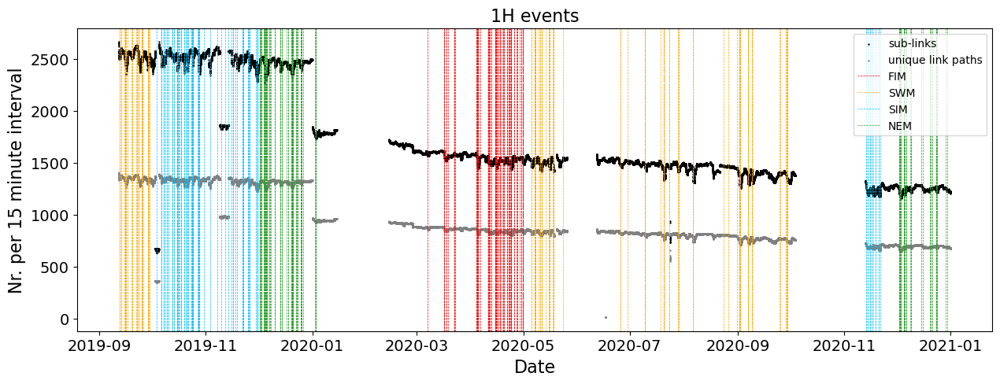 1H events
Nr. per 15 minute interval
2500
2000
1500
1000
500
0
sub-links
unique link paths
FIM
SWM
SIM
NEM
2019-09 2019-11 2020-01 2020-03 2020-05 2020-07 2020-09 2020-11 2021-01
Date